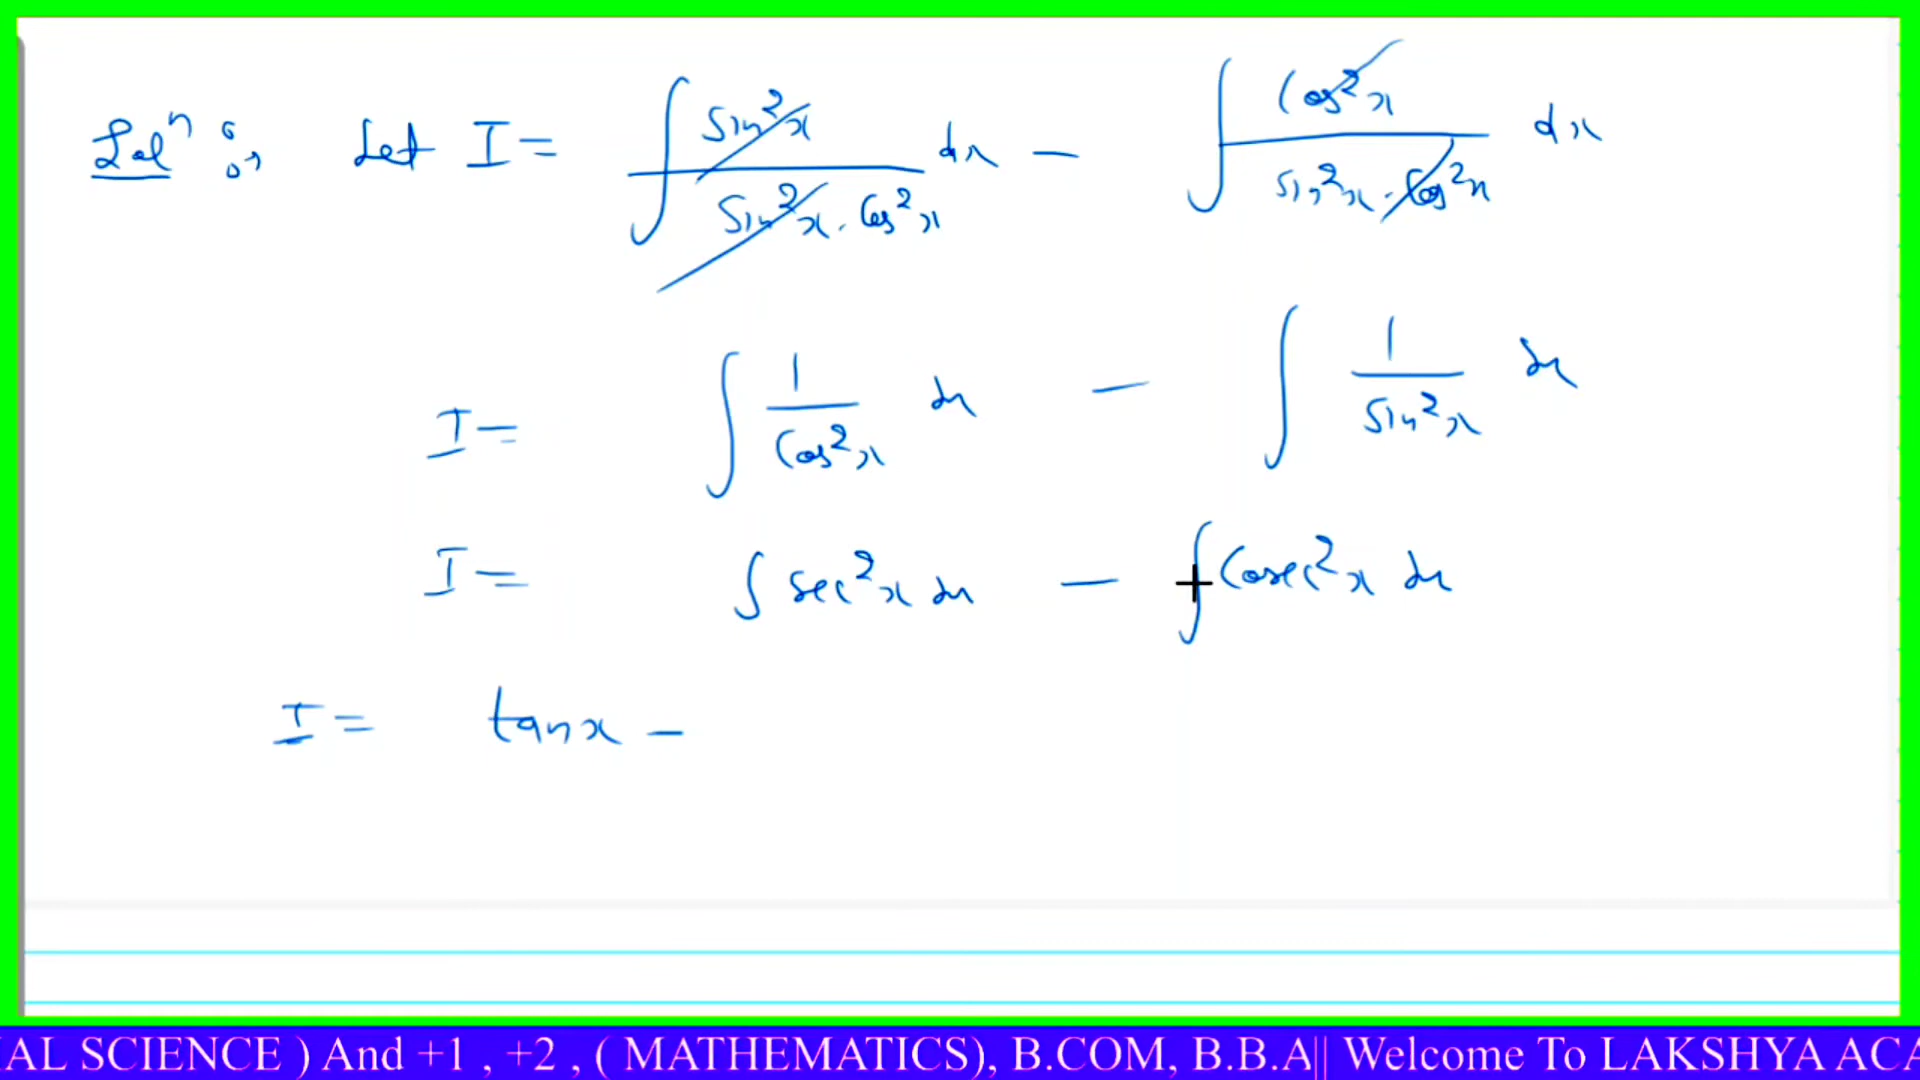 Solⁿ :, Let I = ∫ Sin²x / Sin²x . Cos²x dx − ∫ Cos²x / Sin²x . Cos²x dx
I = ∫ 1/Cos²x dx − ∫ 1/Sin²x dx
I = ∫ Sec²x dx − ∫ Cosec²x dx
I = tanx −
IAL SCIENCE ) And +1 , +2 , ( MATHEMATICS), B.COM, B.B.A|| Welcome To LAKSHYA ACA